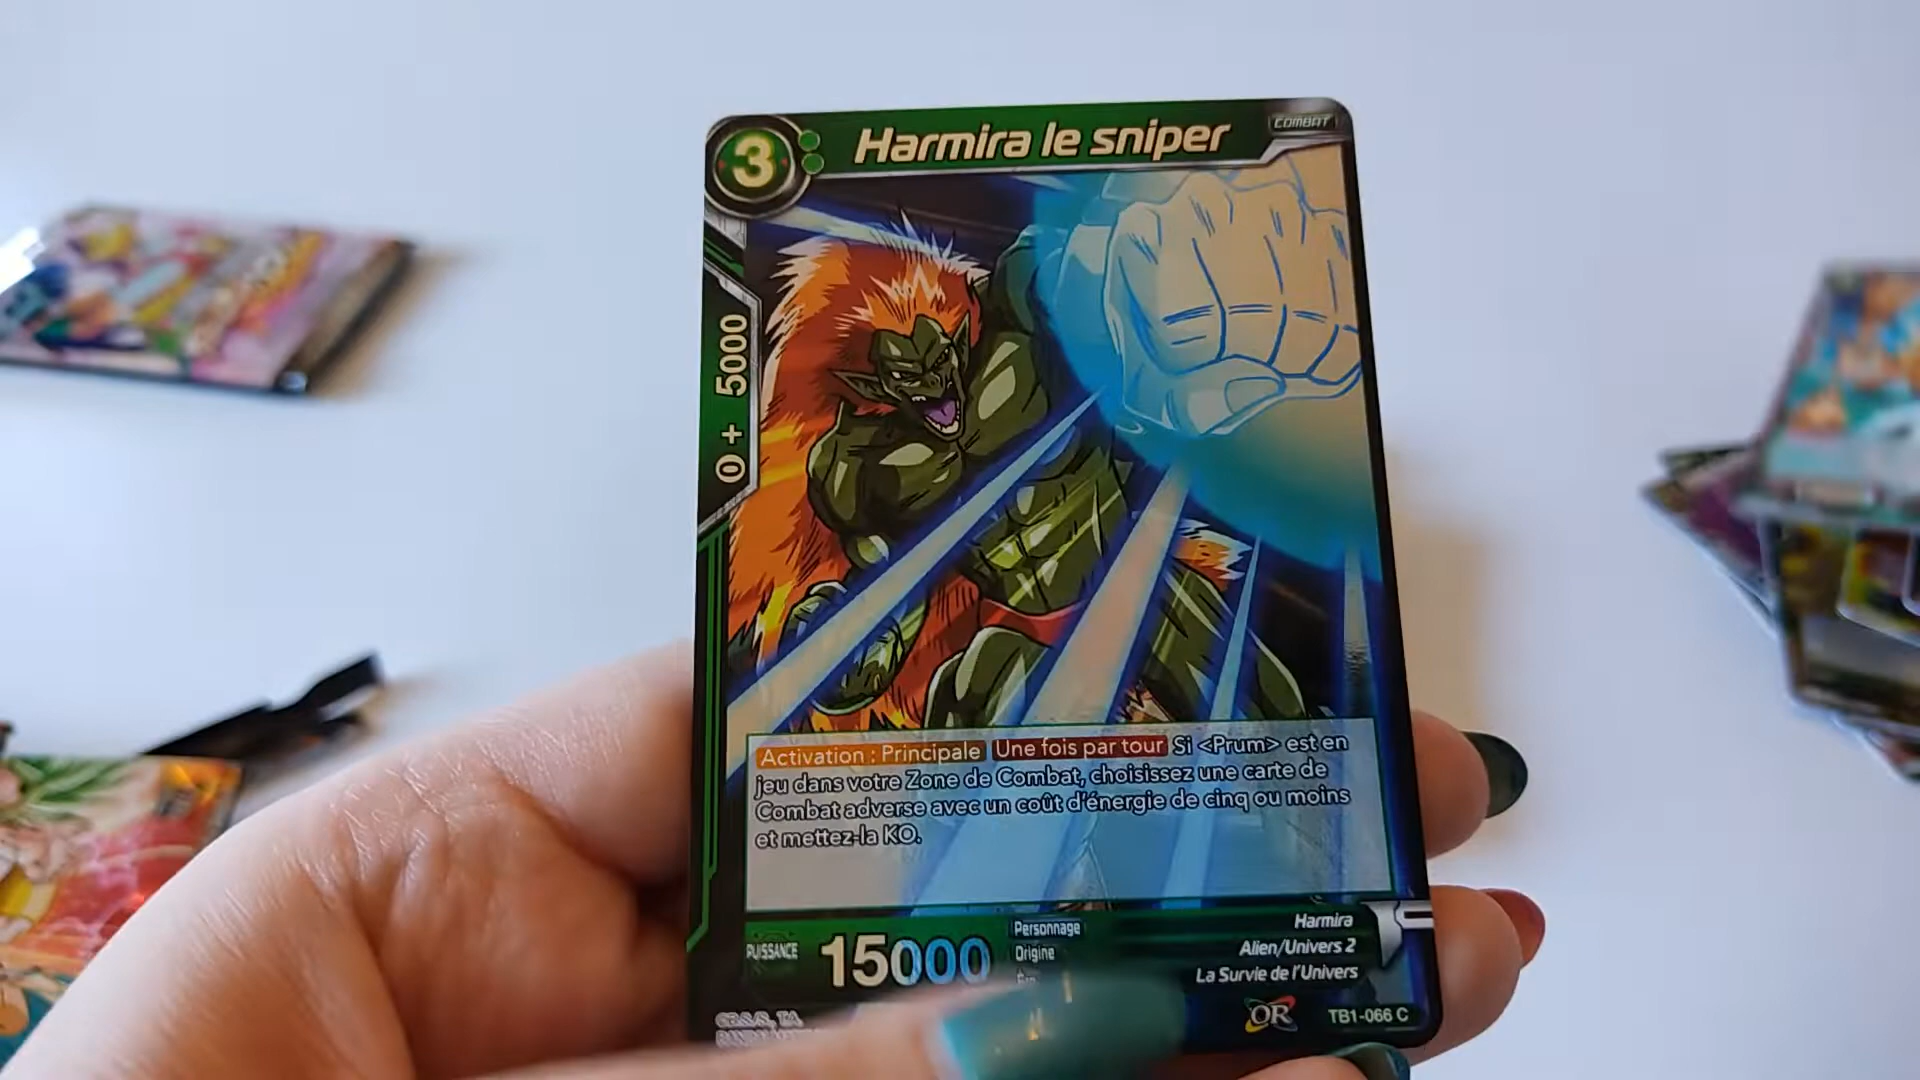 3
Harmira le sniper
COMBAT
0 + 5000
Activation : Principale Une fois par tour Si <Prum> est en
jeu dans votre Zone de Combat, choisissez une carte de
Combat adverse avec un coût d'énergie de cinq ou moins
et mettez-la KO.
PUISSANCE 15000
Personnage Harmira
Origine Alien/Univers 2
La Survie de l'Univers
TB1-066 C